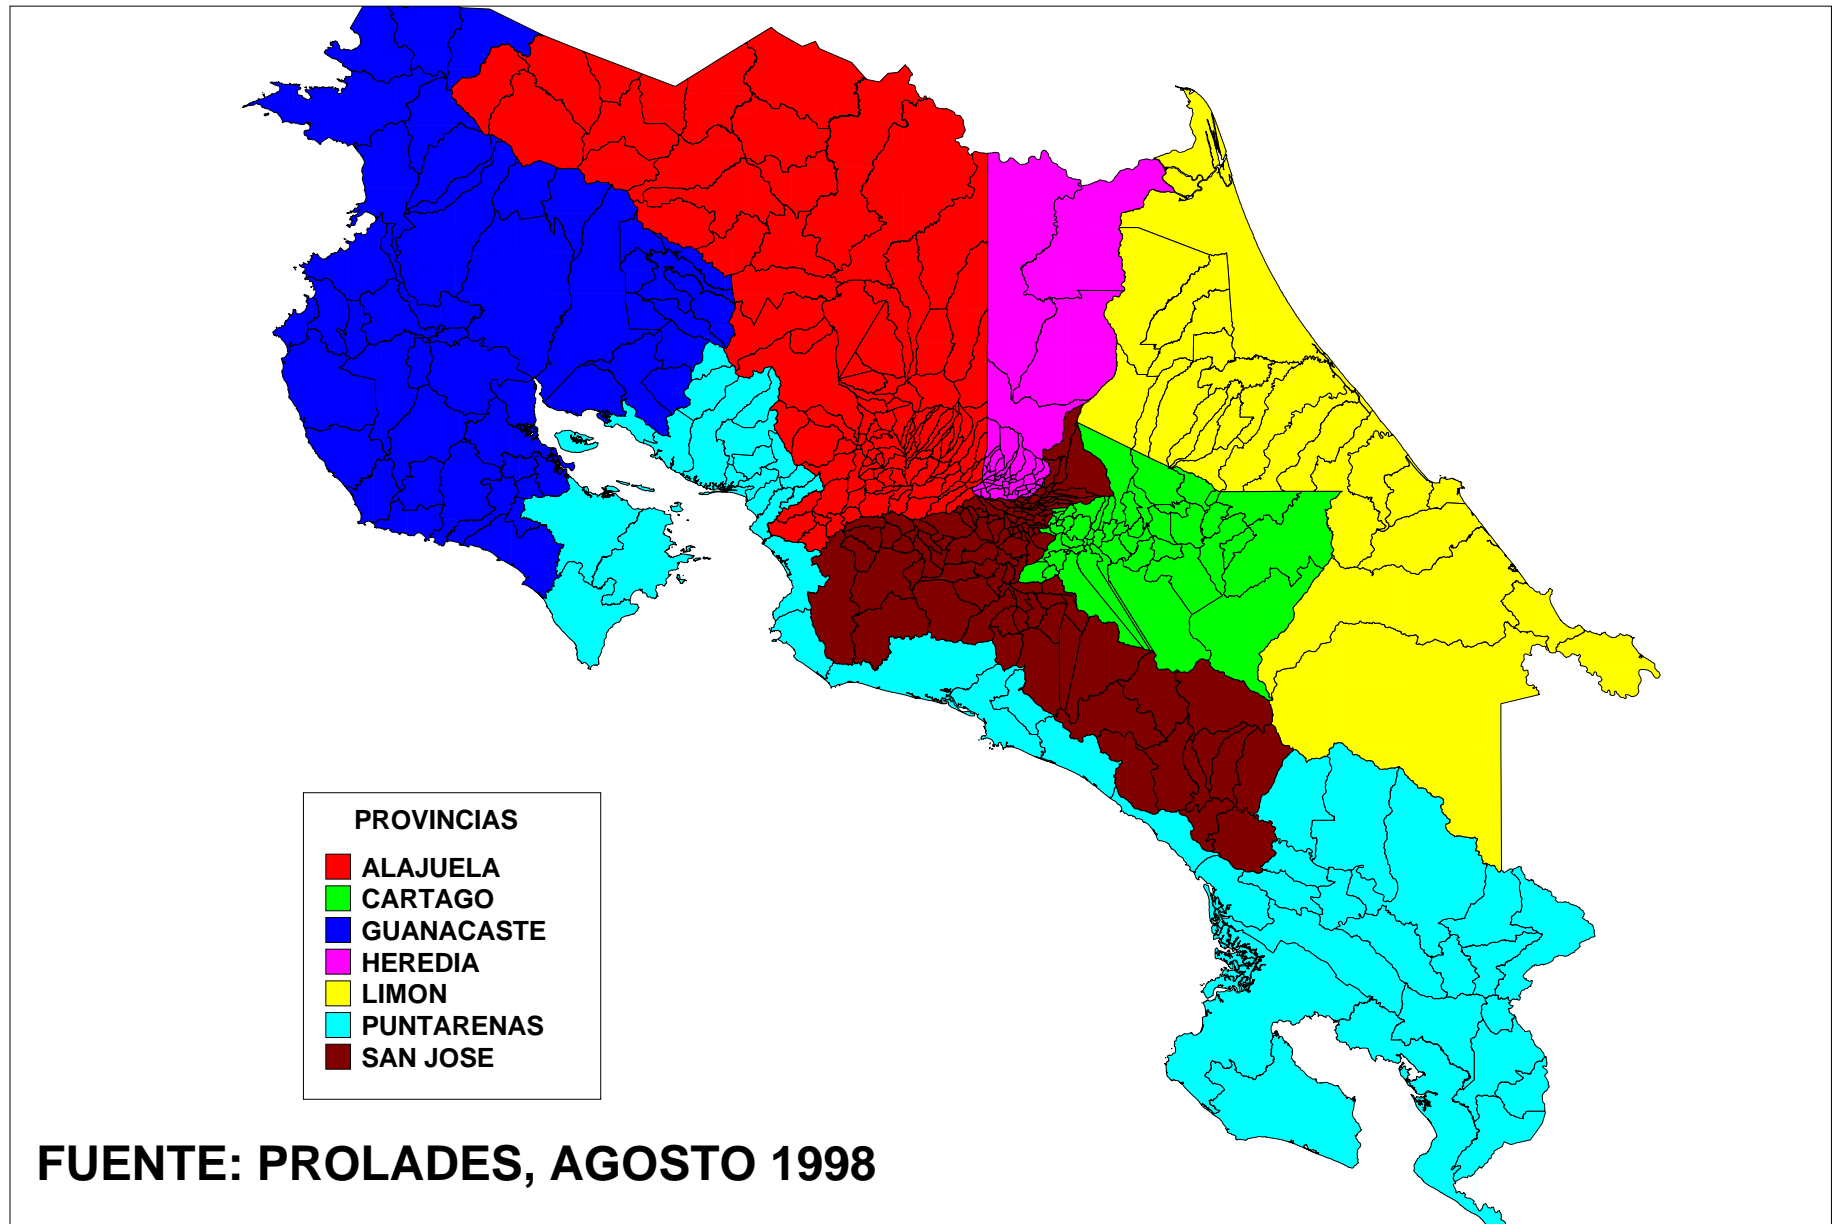 PROVINCIAS
ALAJUELA
CARTAGO
GUANACASTE
HEREDIA
LIMON
PUNTARENAS
SAN JOSE
FUENTE: PROLADES, AGOSTO 1998